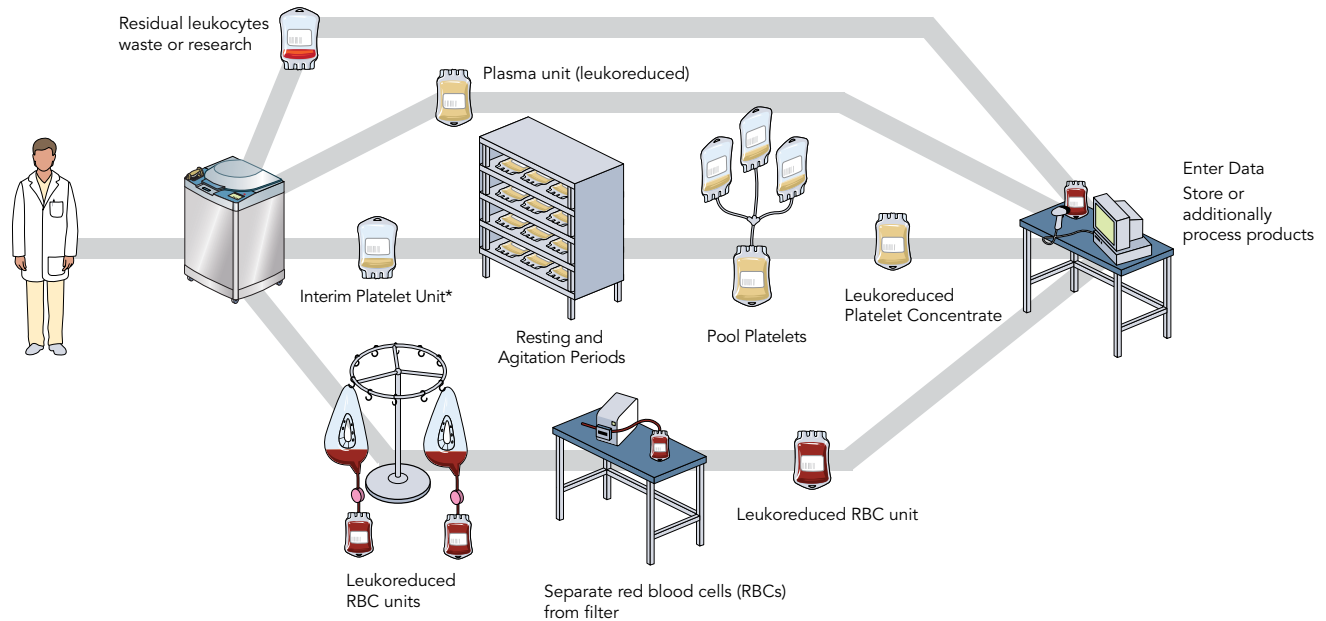 Residual leukocytes
waste or research
Plasma unit (leukoreduced)
Enter Data
Store or
additionally
process products
Interim Platelet Unit*
Resting and
Agitation Periods
Pool Platelets
Leukoreduced
Platelet Concentrate
Leukoreduced
RBC units
Separate red blood cells (RBCs)
from filter
Leukoreduced RBC unit